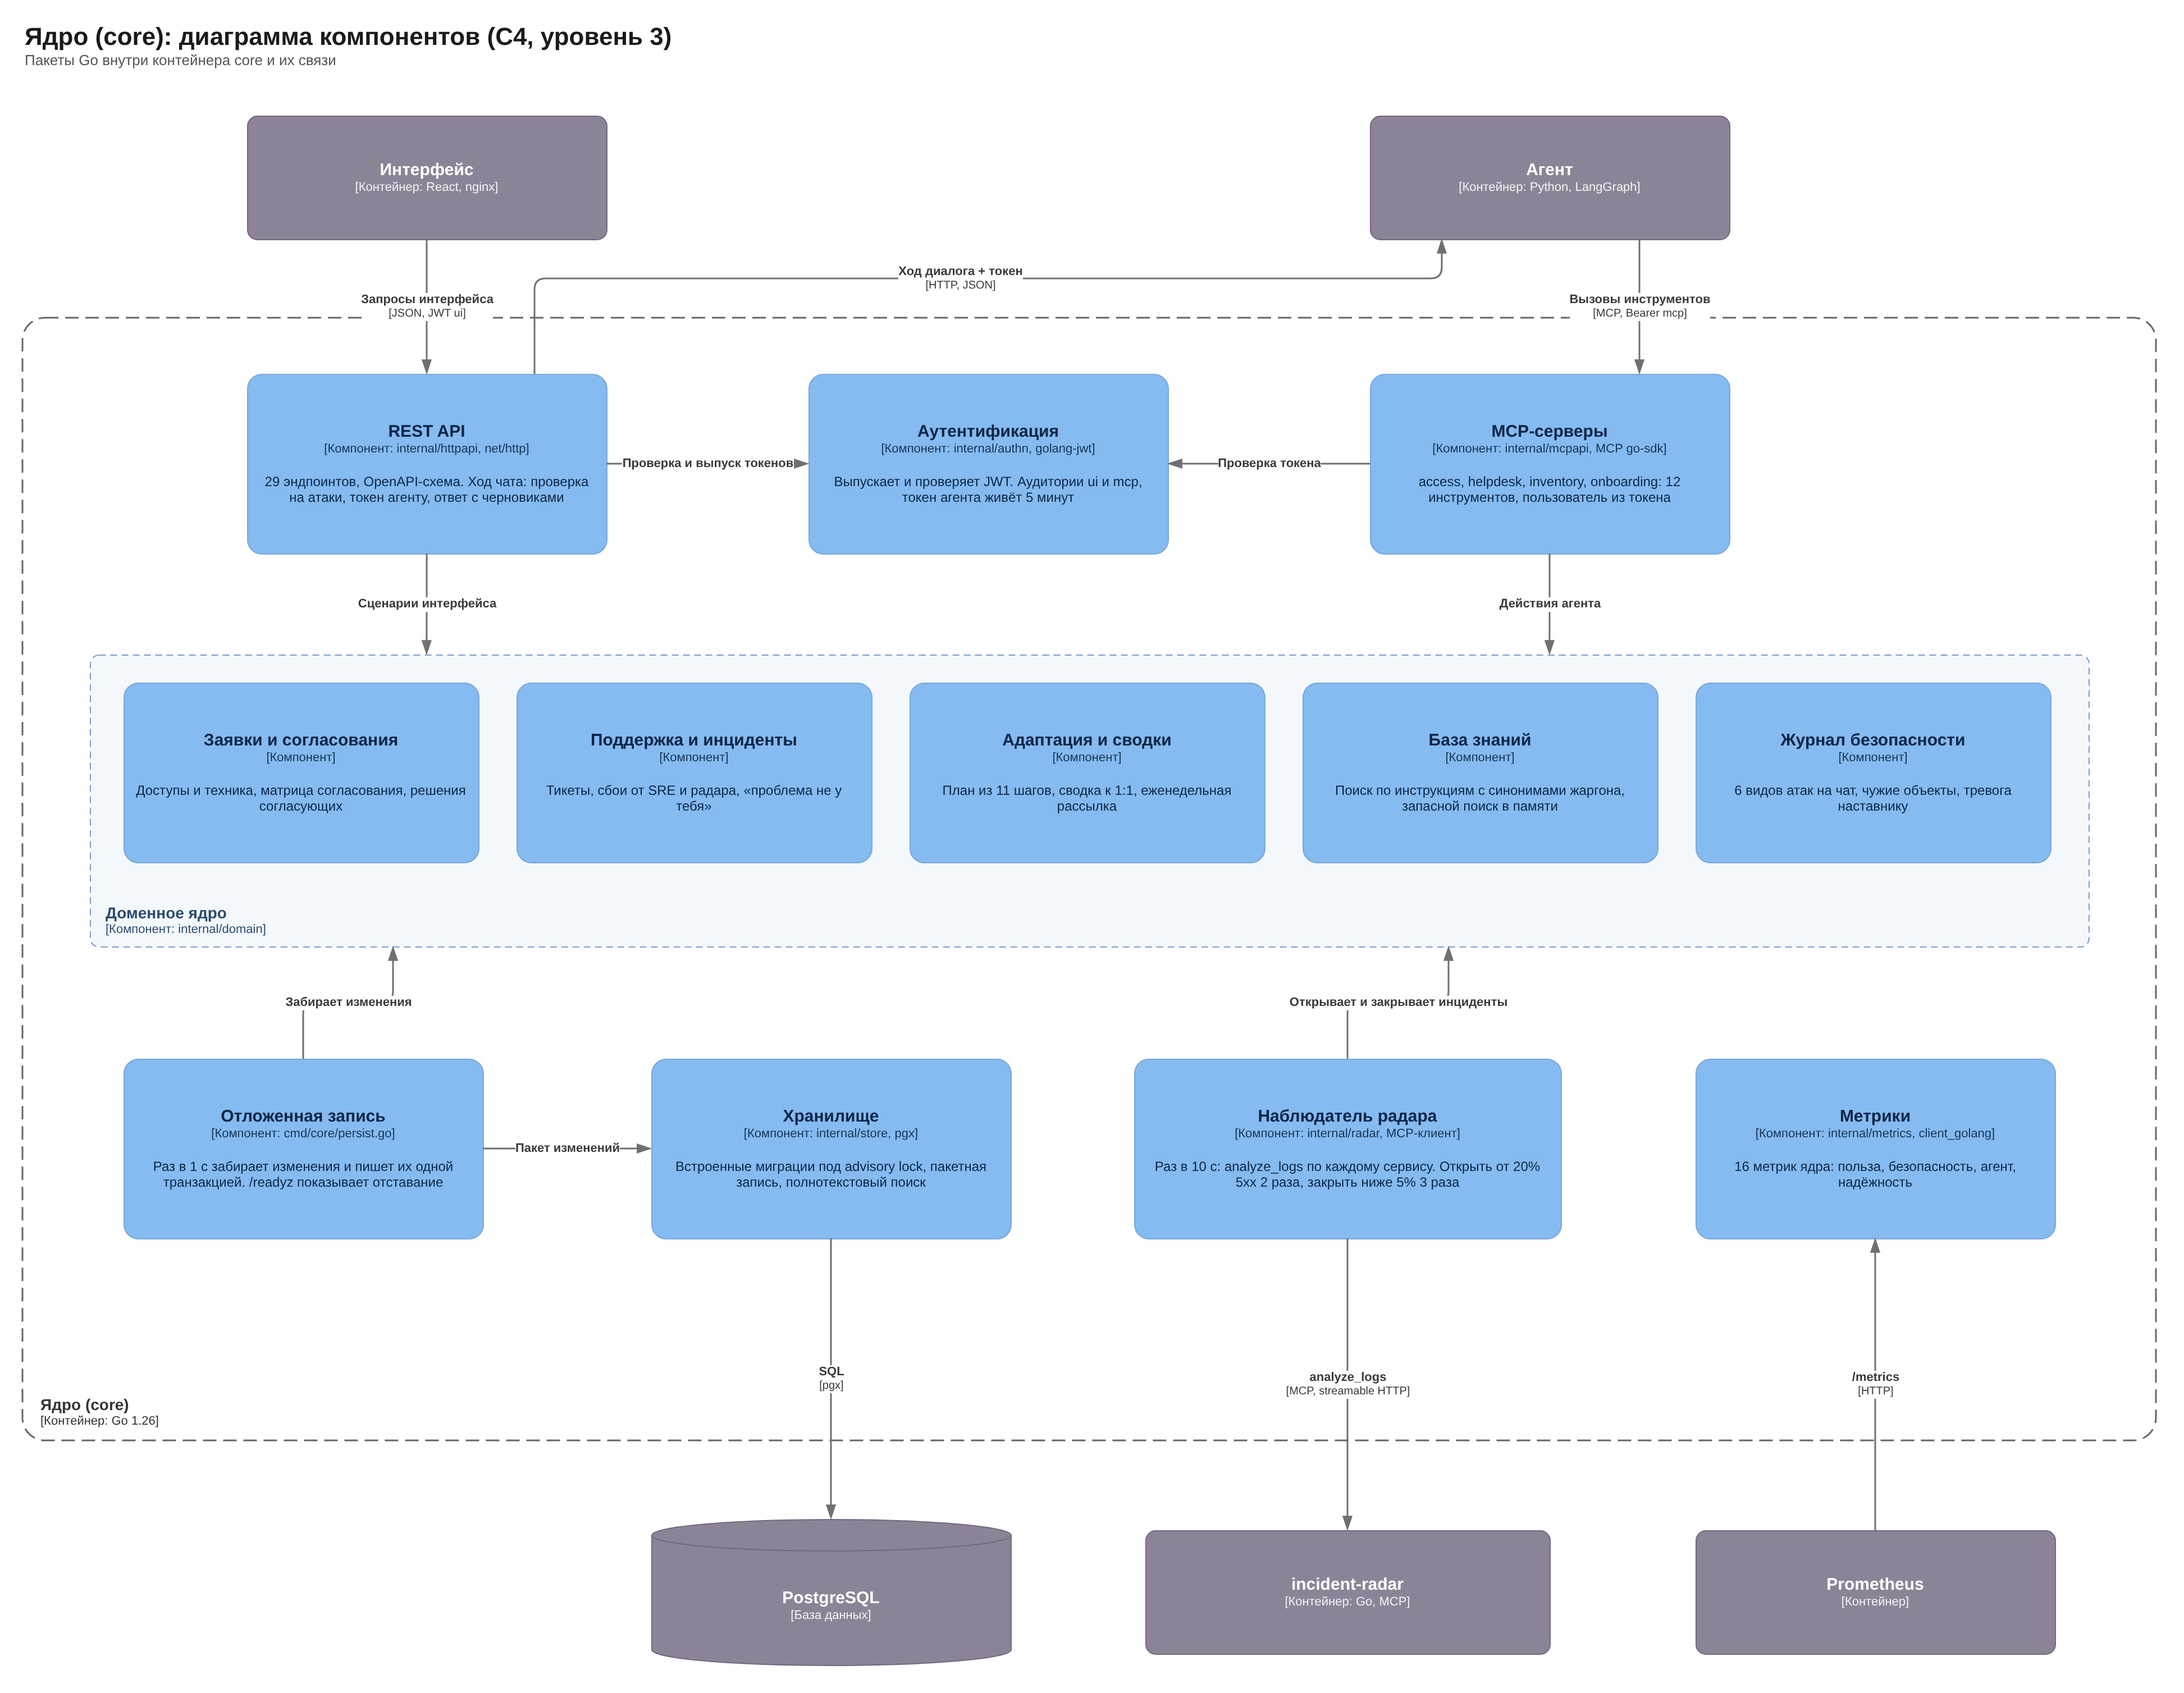 Ядро (core): диаграмма компонентов (C4, уровень 3)
Пакеты Go внутри контейнера core и их связи
Интерфейс
[Контейнер: React, nginx]
Агент
[Контейнер: Python, LangGraph]
Ход диалога + токен
[HTTP, JSON]
Запросы интерфейса
[JSON, JWT ui]
Вызовы инструментов
[MCP, Bearer mcp]
REST API
[Компонент: internal/httpapi, net/http]
29 эндпоинтов, OpenAPI-схема. Ход чата: проверка
на атаки, токен агенту, ответ с черновиками
Проверка и выпуск токенов
Аутентификация
[Компонент: internal/authn, golang-jwt]
Выпускает и проверяет JWT. Аудитории ui и mcp,
токен агента живёт 5 минут
Проверка токена
MCP-серверы
[Компонент: internal/mcpapi, MCP go-sdk]
access, helpdesk, inventory, onboarding: 12
инструментов, пользователь из токена
Сценарии интерфейса
Действия агента
Заявки и согласования
[Компонент]
Доступы и техника, матрица согласования, решения
согласующих
Поддержка и инциденты
[Компонент]
Тикеты, сбои от SRE и радара, «проблема не у
тебя»
Адаптация и сводки
[Компонент]
План из 11 шагов, сводка к 1:1, еженедельная
рассылка
База знаний
[Компонент]
Поиск по инструкциям с синонимами жаргона,
запасной поиск в памяти
Журнал безопасности
[Компонент]
6 видов атак на чат, чужие объекты, тревога
наставнику
Доменное ядро
[Компонент: internal/domain]
Забирает изменения
Открывает и закрывает инциденты
Отложенная запись
[Компонент: cmd/core/persist.go]
Раз в 1 с забирает изменения и пишет их одной
транзакцией. /readyz показывает отставание
Пакет изменений
Хранилище
[Компонент: internal/store, pgx]
Встроенные миграции под advisory lock, пакетная
запись, полнотекстовый поиск
Наблюдатель радара
[Компонент: internal/radar, MCP-клиент]
Раз в 10 с: analyze_logs по каждому сервису. Открыть от 20%
5xx 2 раза, закрыть ниже 5% 3 раза
Метрики
[Компонент: internal/metrics, client_golang]
16 метрик ядра: польза, безопасность, агент,
надёжность
SQL
[pgx]
analyze_logs
[MCP, streamable HTTP]
/metrics
[HTTP]
Ядро (core)
[Контейнер: Go 1.26]
PostgreSQL
[База данных]
incident-radar
[Контейнер: Go, MCP]
Prometheus
[Контейнер]